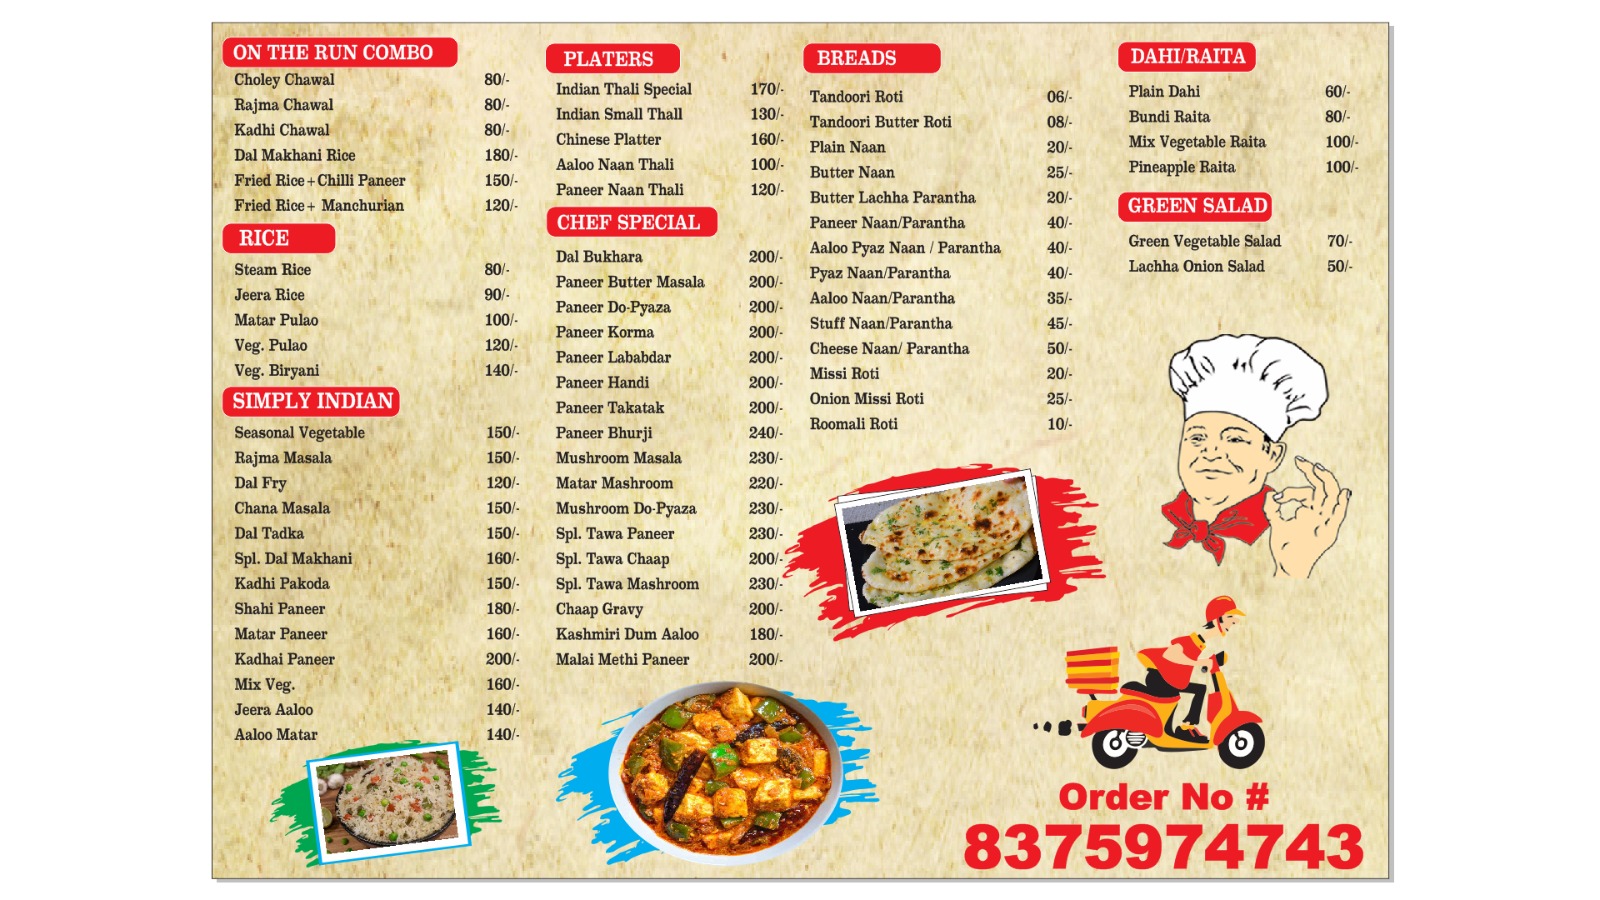 ON THE RUN COMBO
Choley Chawal 80/-
Rajma Chawal 80/-
Kadhi Chawal 80/-
Dal Makhani Rice 180/-
Fried Rice+Chilli Paneer 150/-
Fried Rice+ Manchurian 120/-
RICE
Steam Rice 80/-
Jeera Rice 90/-
Matar Pulao 100/-
Veg. Pulao 120/-
Veg. Biryani 140/-
SIMPLY INDIAN
Seasonal Vegetable 150/-
Rajma Masala 150/-
Dal Fry 120/-
Chana Masala 150/-
Dal Tadka 150/-
Spl. Dal Makhani 160/-
Kadhi Pakoda 150/-
Shahi Paneer 180/-
Matar Paneer 160/-
Kadhai Paneer 200/-
Mix Veg. 160/-
Jeera Aaloo 140/-
Aaloo Matar 140/-
PLATERS
Indian Thali Special 170/-
Indian Small Thall 130/-
Chinese Platter 160/-
Aaloo Naan Thali 100/-
Paneer Naan Thali 120/-
CHEF SPECIAL
Dal Bukhara 200/-
Paneer Butter Masala 200/-
Paneer Do-Pyaza 200/-
Paneer Korma 200/-
Paneer Lababdar 200/-
Paneer Handi 200/-
Paneer Takatak 200/-
Paneer Bhurji 240/-
Mushroom Masala 230/-
Matar Mashroom 220/-
Mushroom Do-Pyaza 230/-
Spl. Tawa Paneer 230/-
Spl. Tawa Chaap 200/-
Spl. Tawa Mashroom 230/-
Chaap Gravy 200/-
Kashmiri Dum Aaloo 180/-
Malai Methi Paneer 200/-
BREADS
Tandoori Roti 06/-
Tandoori Butter Roti 08/-
Plain Naan 20/-
Butter Naan 25/-
Butter Lachha Parantha 20/-
Paneer Naan/Parantha 40/-
Aaloo Pyaz Naan / Parantha 40/-
Pyaz Naan/Parantha 40/-
Aaloo Naan/Parantha 35/-
Stuff Naan/Parantha 45/-
Cheese Naan/ Parantha 50/-
Missi Roti 20/-
Onion Missi Roti 25/-
Roomali Roti 10/-
DAHI/RAITA
Plain Dahi 60/-
Bundi Raita 80/-
Mix Vegetable Raita 100/-
Pineapple Raita 100/-
GREEN SALAD
Green Vegetable Salad 70/-
Lachha Onion Salad 50/-
Order No #
8375974743